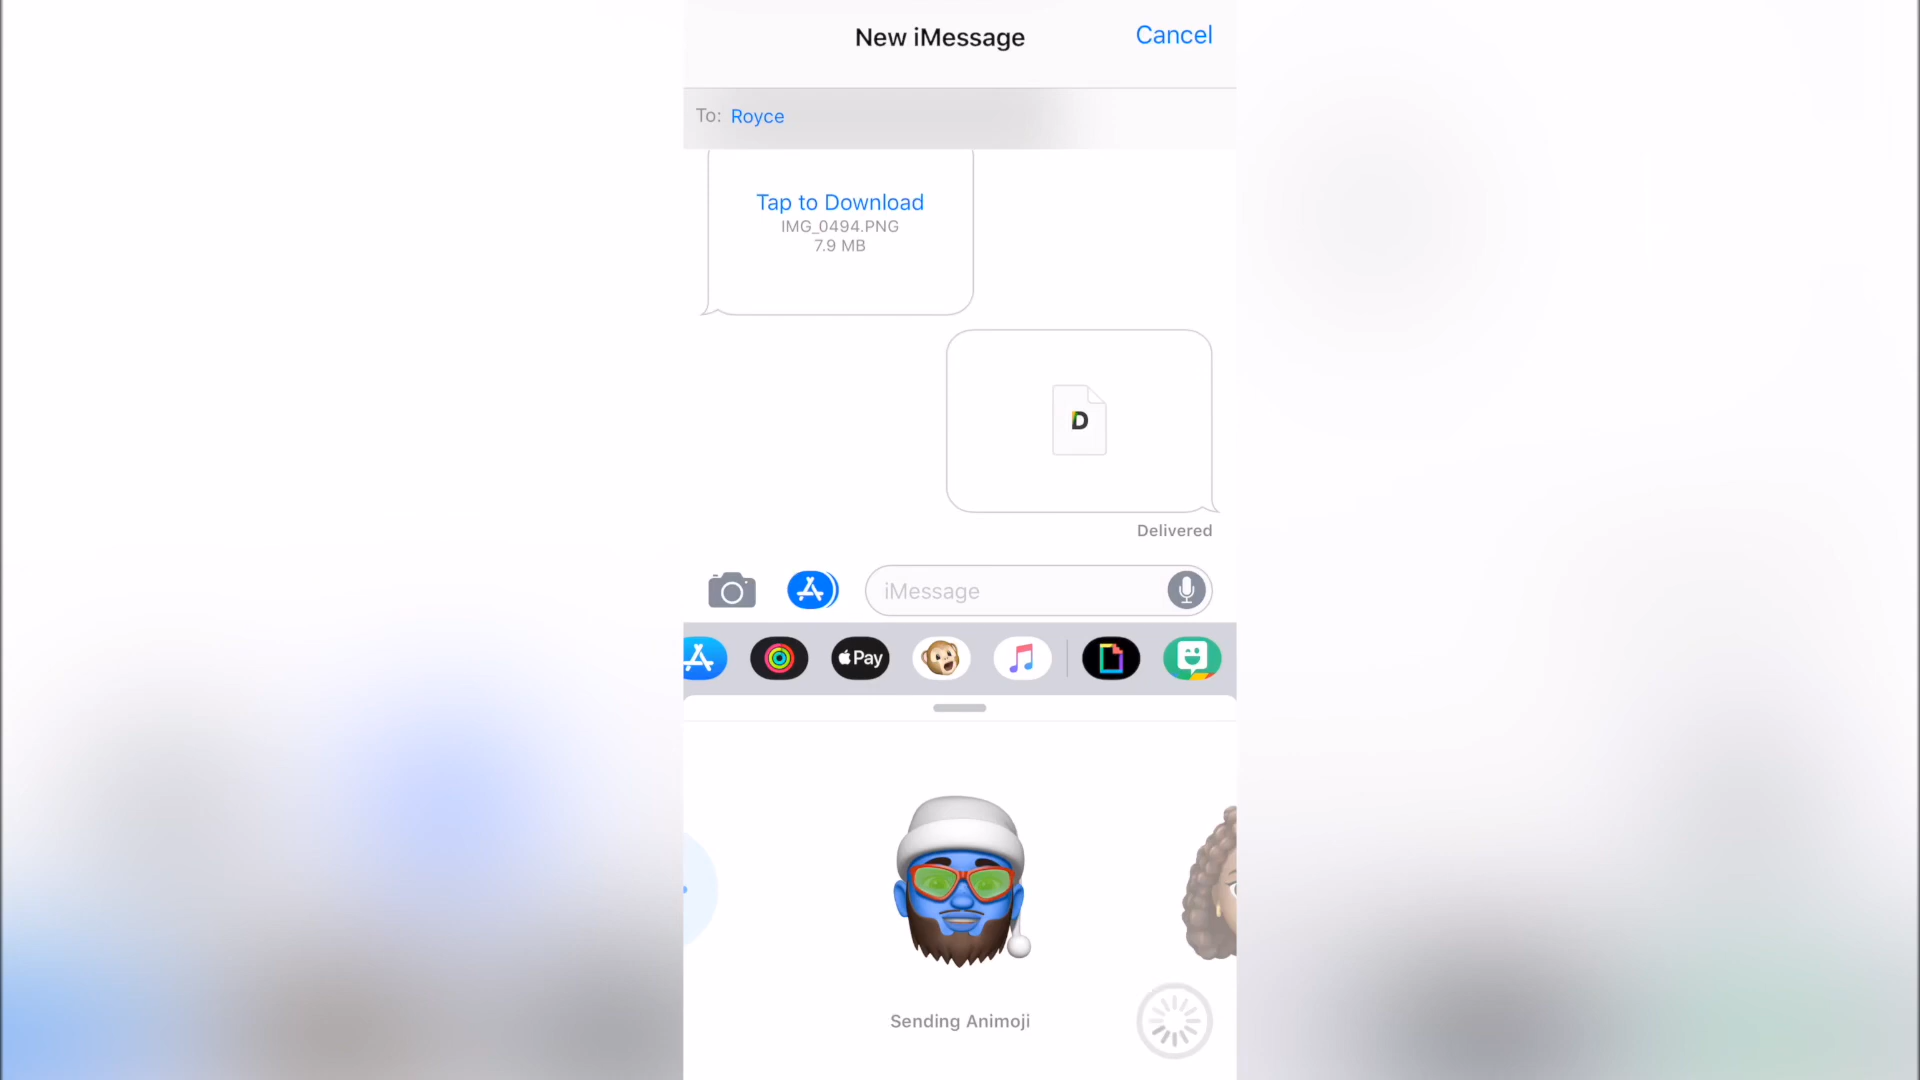 New iMessage
Cancel
To: Royce
Tap to Download
IMG_0494.PNG
7.9 MB
D
Delivered
iMessage
Pay
Sending Animoji